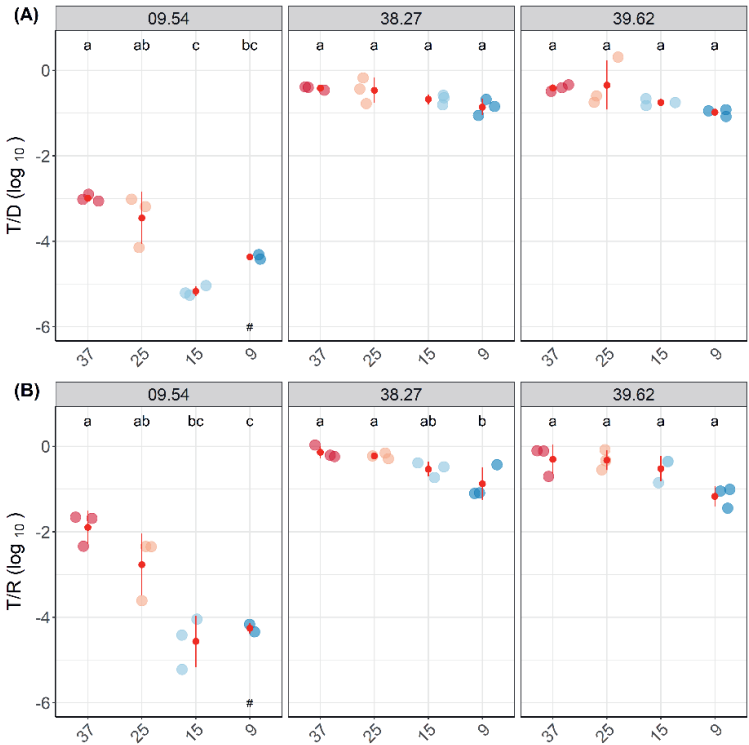 (A)
09.54 38.27 39.62
a ab c bc a a a a a a a a
T/D (log 10)
0
-2
-4
-6
#
37 25 15 9 37 25 15 9 37 25 15 9
(B)
09.54 38.27 39.62
a ab bc c a a ab b a a a a
T/R (log 10)
0
-2
-4
-6
#
37 25 15 9 37 25 15 9 37 25 15 9